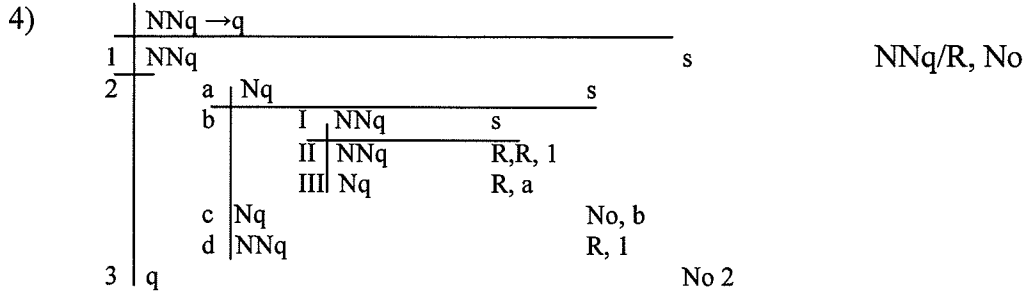 4) NNq →q
1 NNq s NNq/R, No
2 a Nq s
b I NNq s
II NNq R,R, 1
III Nq R, a
c Nq No, b
d NNq R, 1
3 q No 2